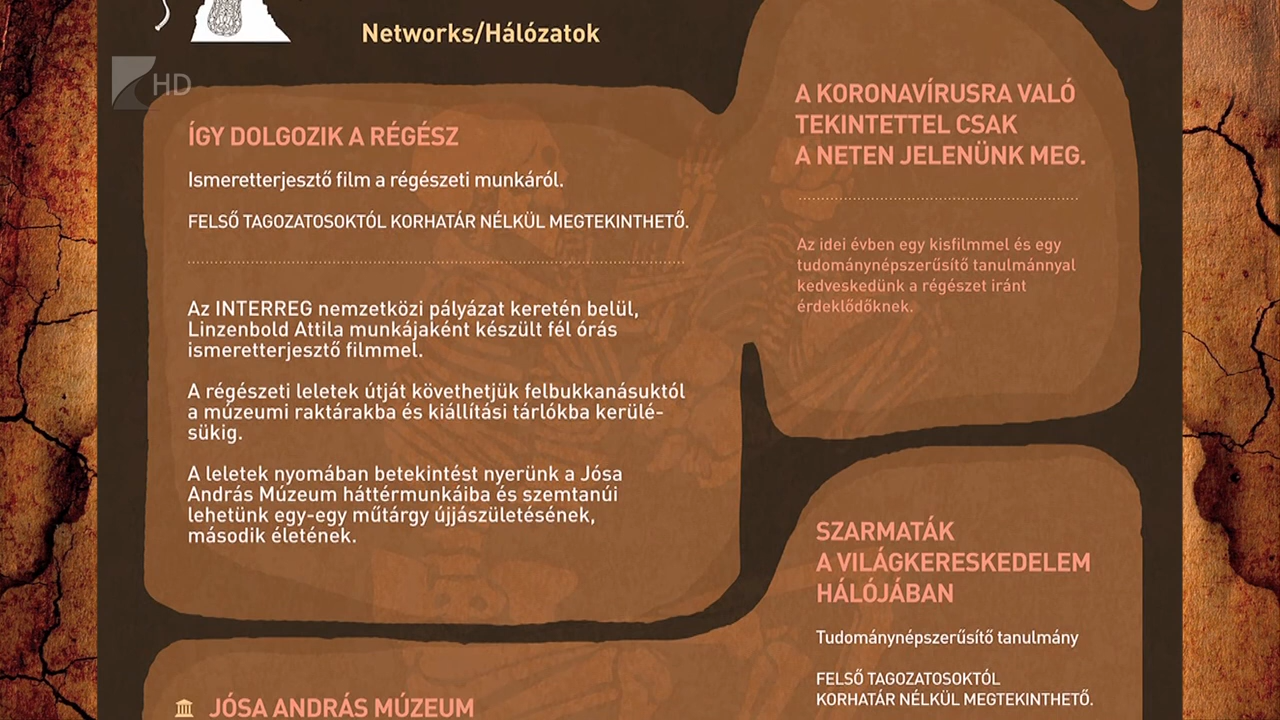 Networks/Hálózatok
HD
ÍGY DOLGOZIK A RÉGÉSZ
Ismeretterjesztő film a régészeti munkáról.
FELSŐ TAGOZATOSOKTÓL KORHATÁR NÉLKÜL MEGTEKINTHETŐ.
Az INTERREG nemzetközi pályázat keretén belül,
Linzenbold Attila munkájaként készült fél órás
ismeretterjesztő filmmel.
A régészeti leletek útját követhetjük felbukkanásuktól
a múzeumi raktárakba és kiállítási tárlókba kerülé-
sükig.
A leletek nyomában betekintést nyerünk a Jósa
András Múzeum háttérmunkáiba és szemtanúi
lehetünk egy-egy műtárgy újjászületésének,
második életének.
JÓSA ANDRÁS MÚZEUM
A KORONAVÍRUSRA VALÓ
TEKINTETTEL CSAK
A NETEN JELENÜNK MEG.
Az idei évben egy kisfilmmel és egy
tudománynépszerűsítő tanulmánnyal
kedveskedünk a régészet iránt
érdeklődőknek.
SZARMATÁK
A VILÁGKERESKEDELEM
HÁLÓJÁBAN
Tudománynépszerűsítő tanulmány
FELSŐ TAGOZATOSOKTÓL
KORHATÁR NÉLKÜL MEGTEKINTHETŐ.